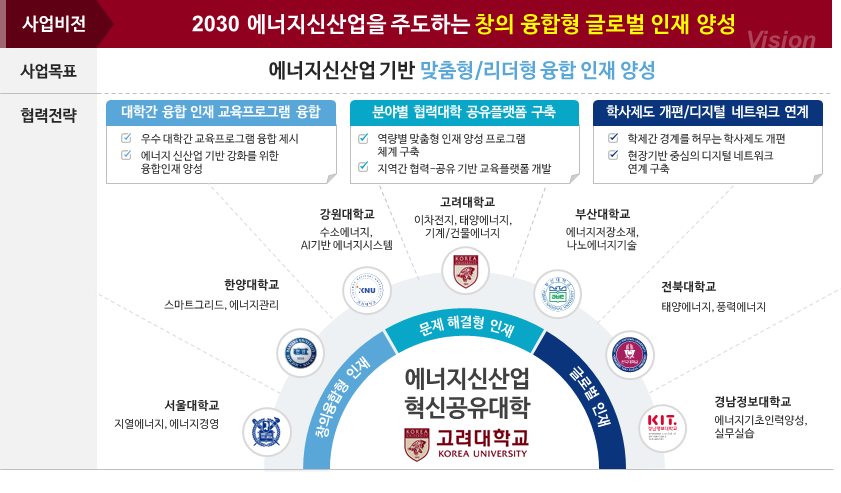 사업비전
2030 에너지신산업을 주도하는 창의 융합형 글로벌 인재 양성
Vision
사업목표
에너지신산업 기반 맞춤형/리더형 융합 인재 양성
협력전략
대학간 융합 인재 교육프로그램 융합
우수 대학간 교육프로그램 융합 제시
에너지 신산업 기반 강화를 위한
융합인재 양성
분야별 협력대학 공유플랫폼 구축
역량별 맞춤형 인재 양성 프로그램
체계 구축
지역간 협력-공유 기반 교육플랫폼 개발
학사제도 개편/디지털 네트워크 연계
학제간 경계를 허무는 학사제도 개편
현장기반 중심의 디지털 네트워크
연계 구축
강원대학교
수소에너지,
AI기반 에너지시스템
고려대학교
이차전지, 태양에너지,
기계/건물에너지
부산대학교
에너지저장소재,
나노에너지기술
한양대학교
스마트그리드, 에너지관리
전북대학교
태양에너지, 풍력에너지
서울대학교
지열에너지, 에너지경영
경남정보대학교
에너지기초인력양성,
실무실습
KNU
KOREA
KIT.
경남정보대학교
창의융합형 인재
문제 해결형 인재
글로벌 인재
에너지신산업
혁신공유대학
KOREA
고려대학교
KOREA UNIVERSITY